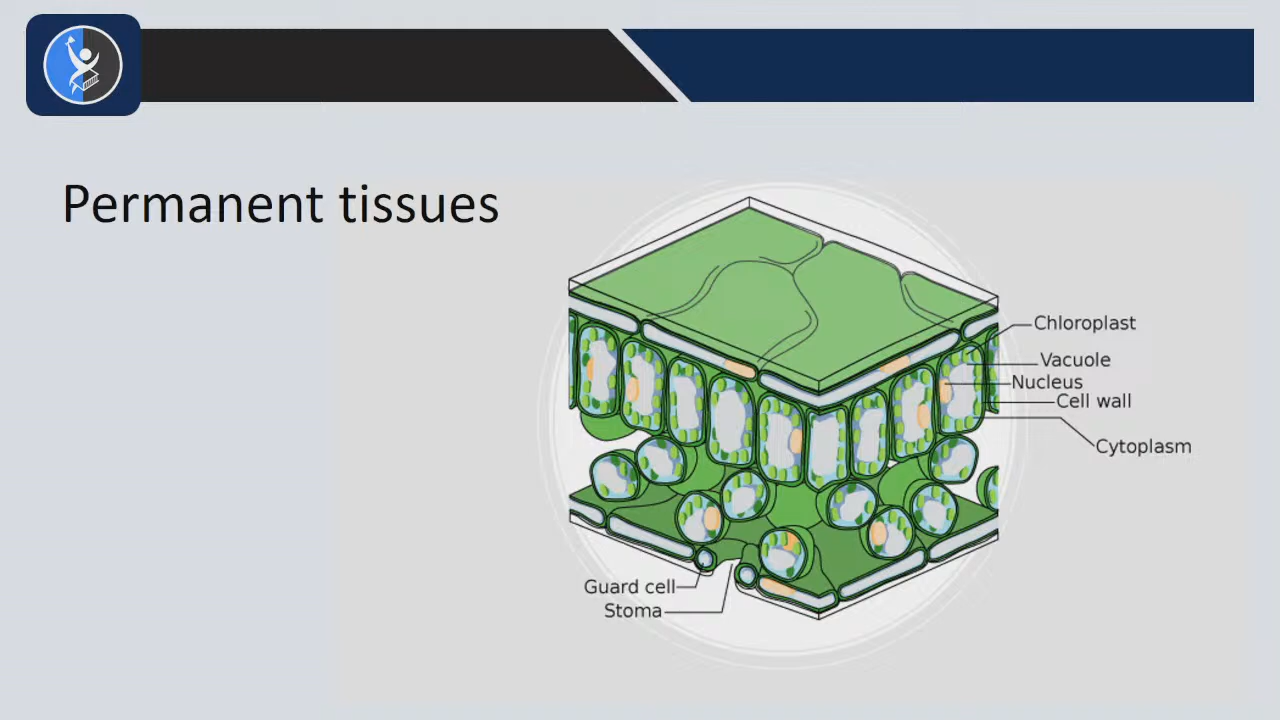 Permanent tissues
Chloroplast
Vacuole
Nucleus
Cell wall
Cytoplasm
Guard cell
Stoma